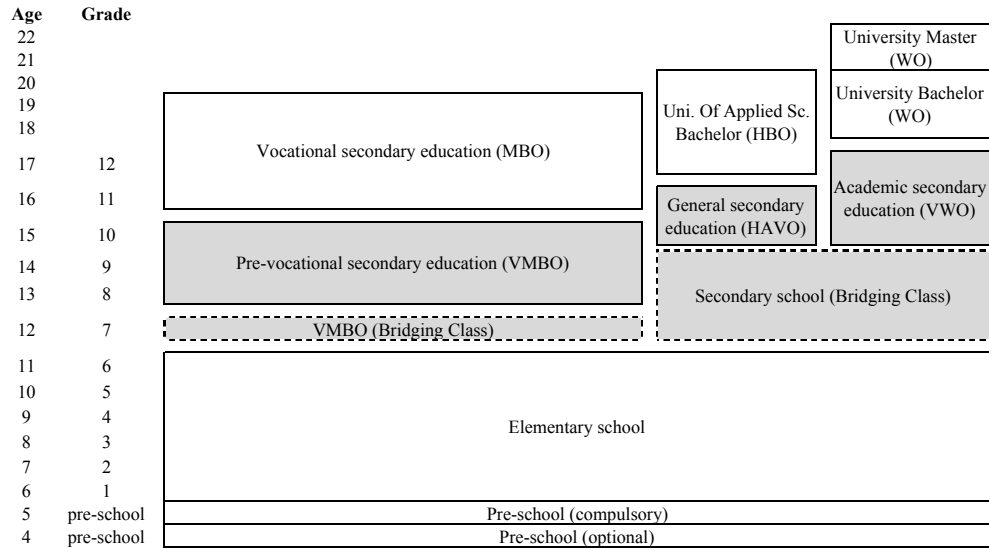 Age Grade
22
21
20
19
18
17 12
16 11
15 10
14 9
13 8
12 7
11 6
10 5
9 4
8 3
7 2
6 1
5 pre-school
4 pre-school
University Master
(WO)
University Bachelor
(WO)
Uni. Of Applied Sc.
Bachelor (HBO)
Vocational secondary education (MBO)
Academic secondary
education (VWO)
General secondary
education (HAVO)
Pre-vocational secondary education (VMBO)
Secondary school (Bridging Class)
VMBO (Bridging Class)
Elementary school
Pre-school (compulsory)
Pre-school (optional)